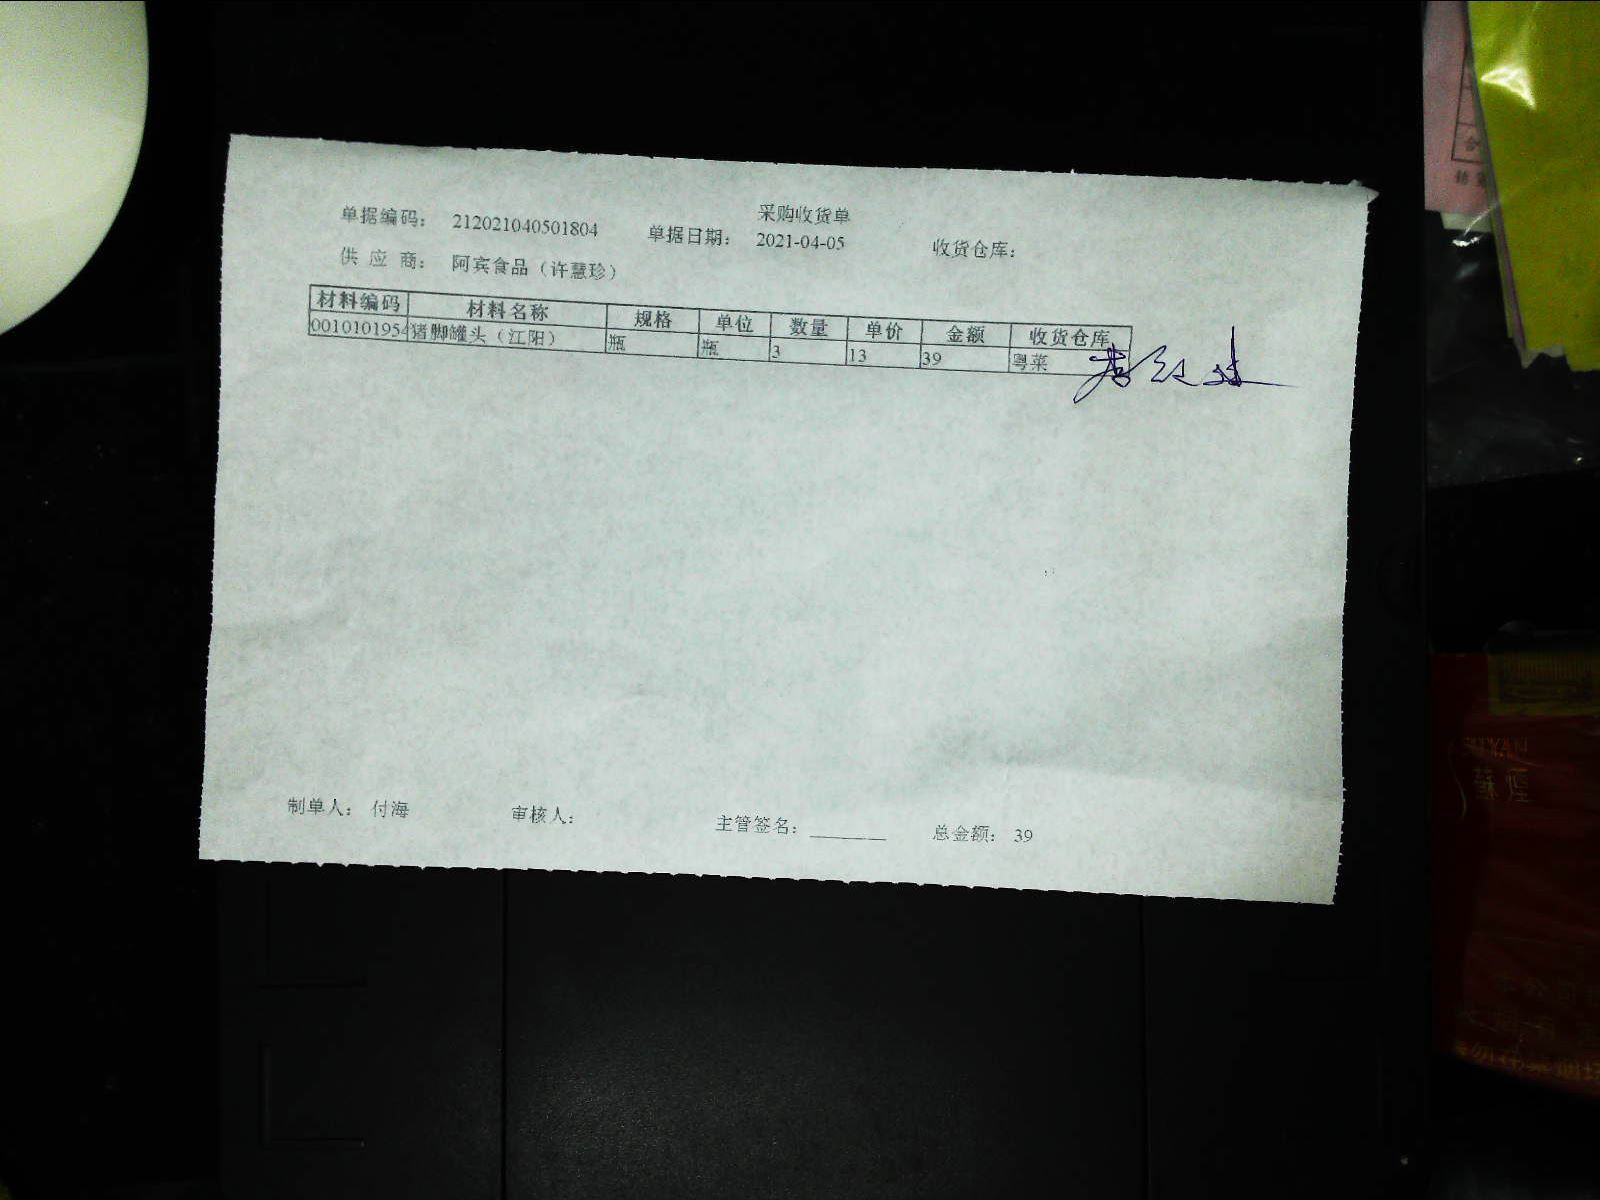 采购收货单
单据编码： 212021040501804 单据日期： 2021-04-05 收货仓库：
供 应 商： 阿宾食品（许慧珍）
材料编码 材料名称 规格 单位 数量 单价 金额 收货仓库
0010101954 猪脚罐头（江阳） 瓶 瓶 3 13 39 粤菜
制单人： 付海 审核人： 主管签名： 总金额： 39
合
苏烟